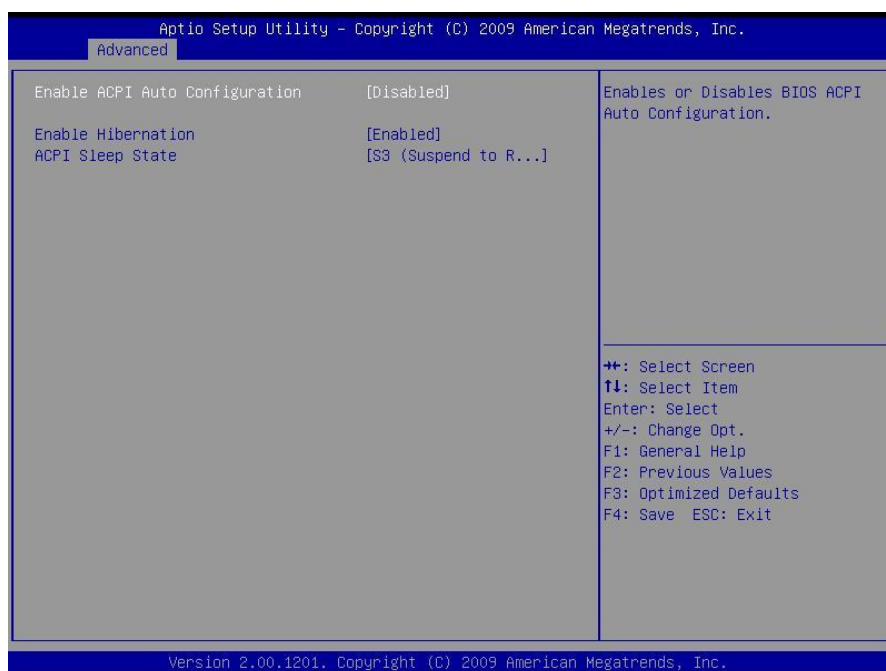 Aptio Setup Utility – Copyright (C) 2009 American Megatrends, Inc.
Advanced
Enable ACPI Auto Configuration [Disabled]
Enable Hibernation [Enabled]
ACPI Sleep State [S3 (Suspend to R...]
Enables or Disables BIOS ACPI
Auto Configuration.
→←: Select Screen
↑↓: Select Item
Enter: Select
+/-: Change Opt.
F1: General Help
F2: Previous Values
F3: Optimized Defaults
F4: Save ESC: Exit
Version 2.00.1201. Copyright (C) 2009 American Megatrends, Inc.